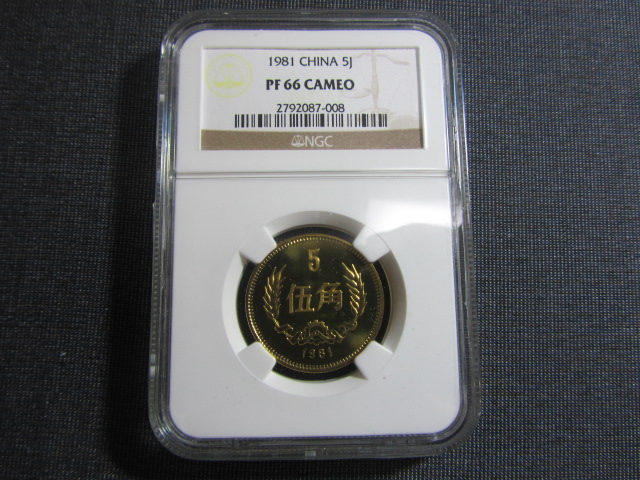 1981 CHINA 5J
PF 66 CAMEO
2792087-008
NGC
5
伍角
1981